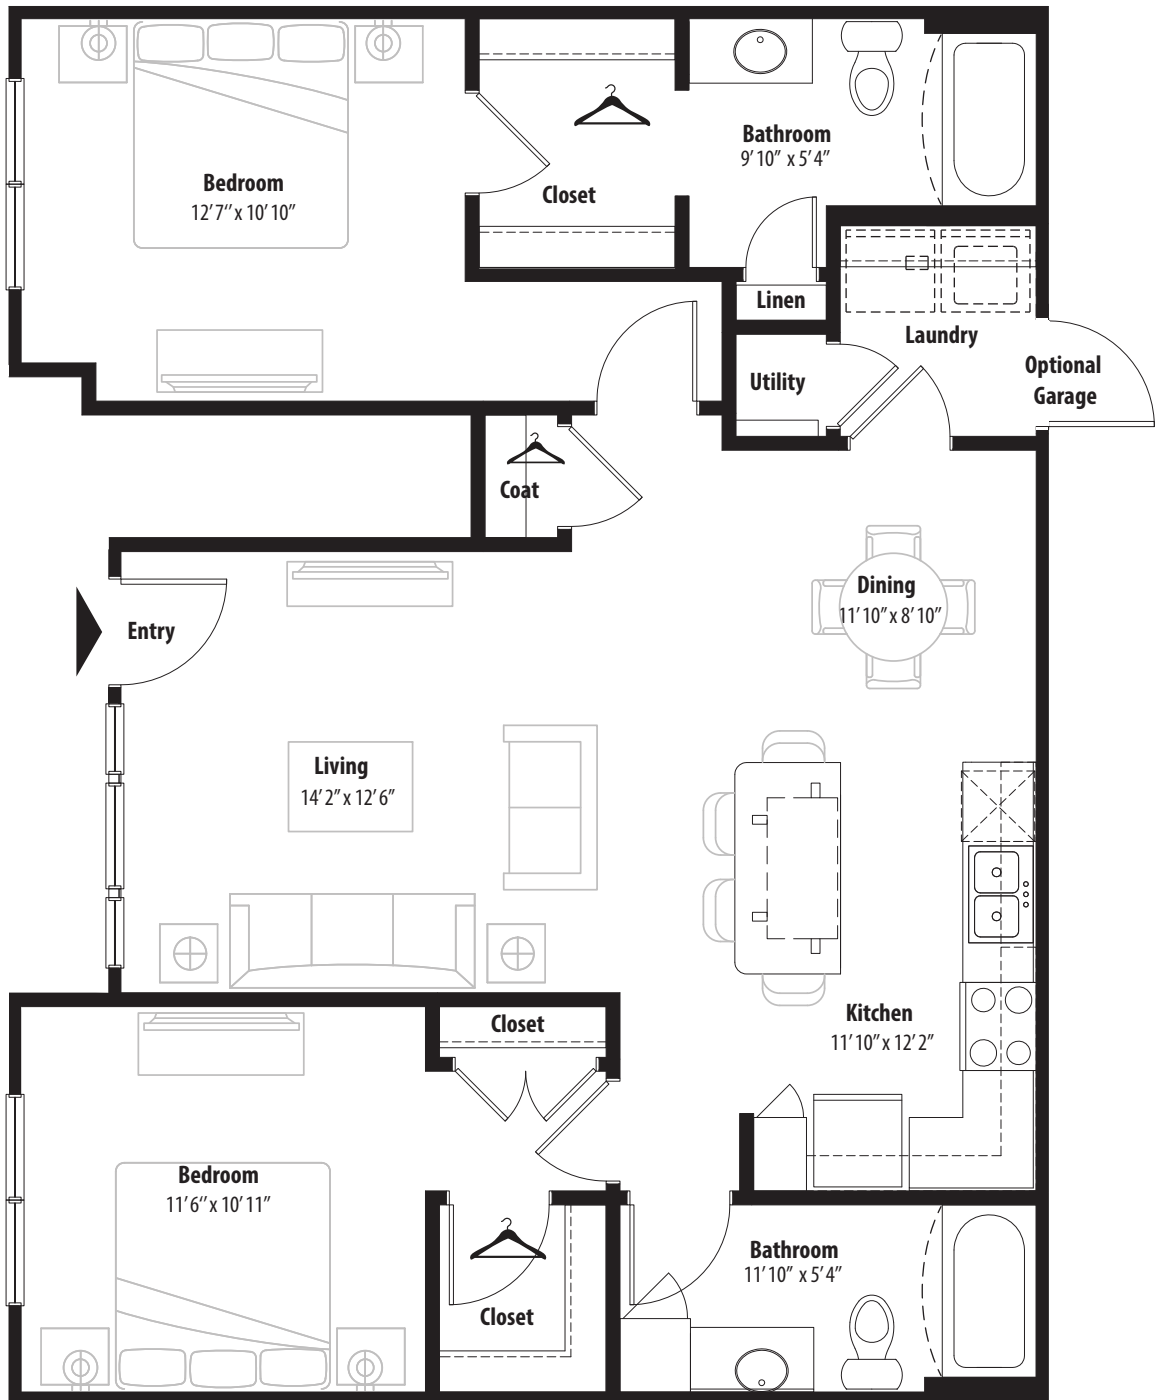 Bathroom
9'10" x 5'4"
Bedroom
12'7" x 10'10"
Closet
Linen
Laundry
Optional
Garage
Utility
Coat
Dining
11'10" x 8'10"
Entry
Living
14'2" x 12'6"
Kitchen
11'10" x 12'2"
Closet
Bedroom
11'6" x 10'11"
Bathroom
11'10" x 5'4"
Closet